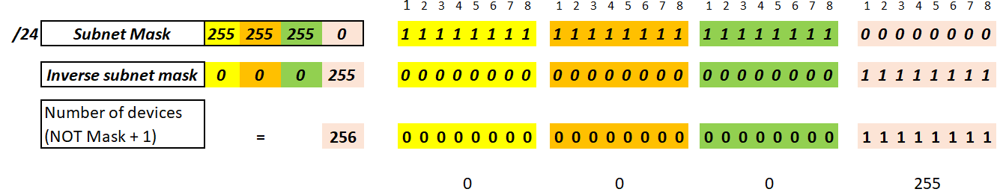 1 2 3 4 5 6 7 8 1 2 3 4 5 6 7 8 1 2 3 4 5 6 7 8 1 2 3 4 5 6 7 8
/24 Subnet Mask 255 255 255 0 1 1 1 1 1 1 1 1 1 1 1 1 1 1 1 1 1 1 1 1 1 1 1 1 0 0 0 0 0 0 0 0
Inverse subnet mask 0 0 0 255 0 0 0 0 0 0 0 0 0 0 0 0 0 0 0 0 0 0 0 0 0 0 0 0 1 1 1 1 1 1 1 1
Number of devices
(NOT Mask + 1) = 256 0 0 0 0 0 0 0 0 0 0 0 0 0 0 0 0 0 0 0 0 0 0 0 0 1 1 1 1 1 1 1 1
0 0 0 255